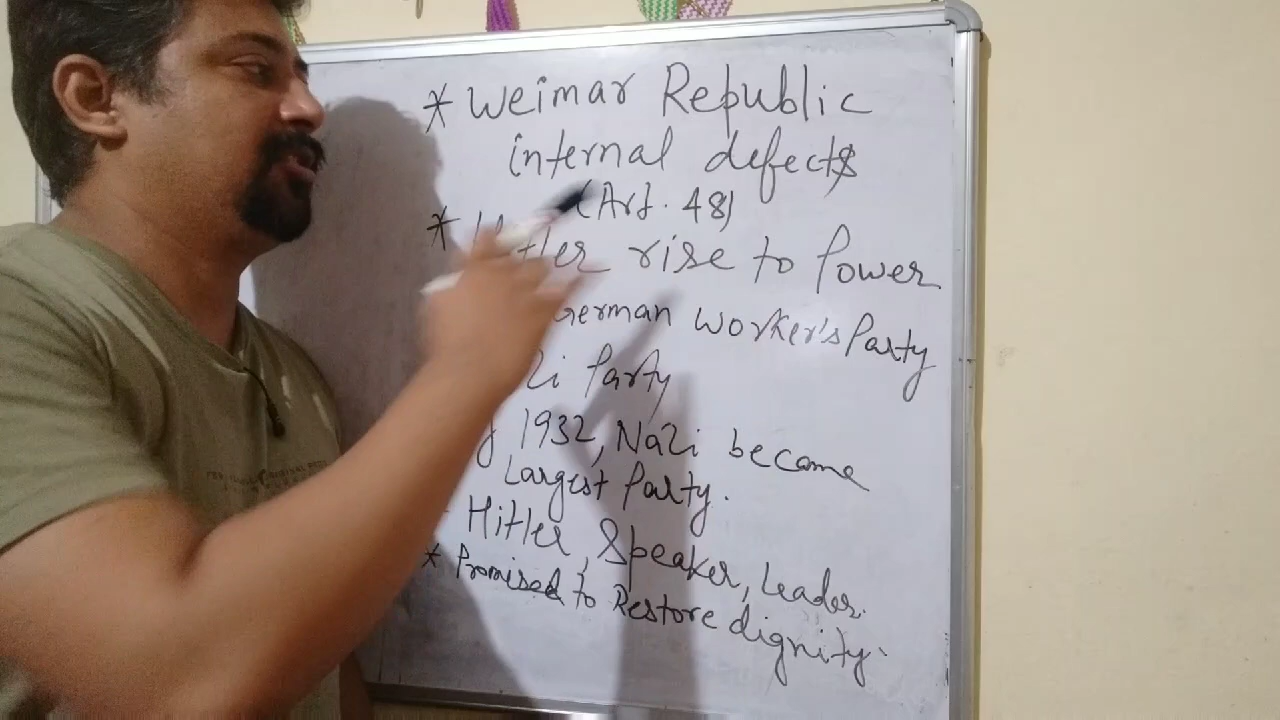 * Weimar Republic
internal defects
(Art. 48)
* Hitler rise to Power
German Worker's Party
Party
1932, Nazi became
Largest Party.
Hitler, Speaker, Leader.
* Promised to Restore dignity.